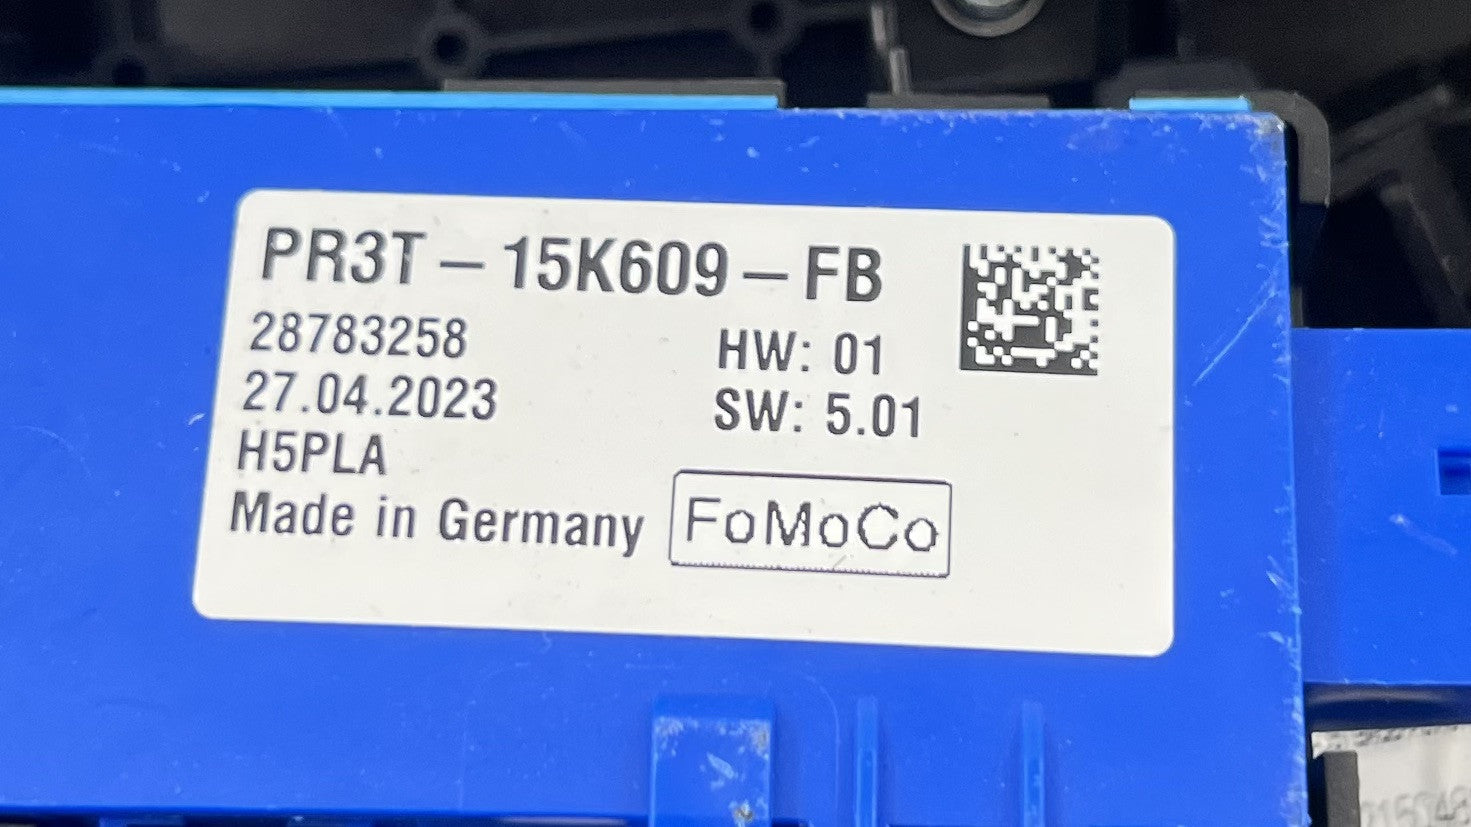 PR3T-15K609-FB
28783258
HW: 01
27.04.2023
SW: 5.01
H5PLA
Made in Germany
FoMoCo